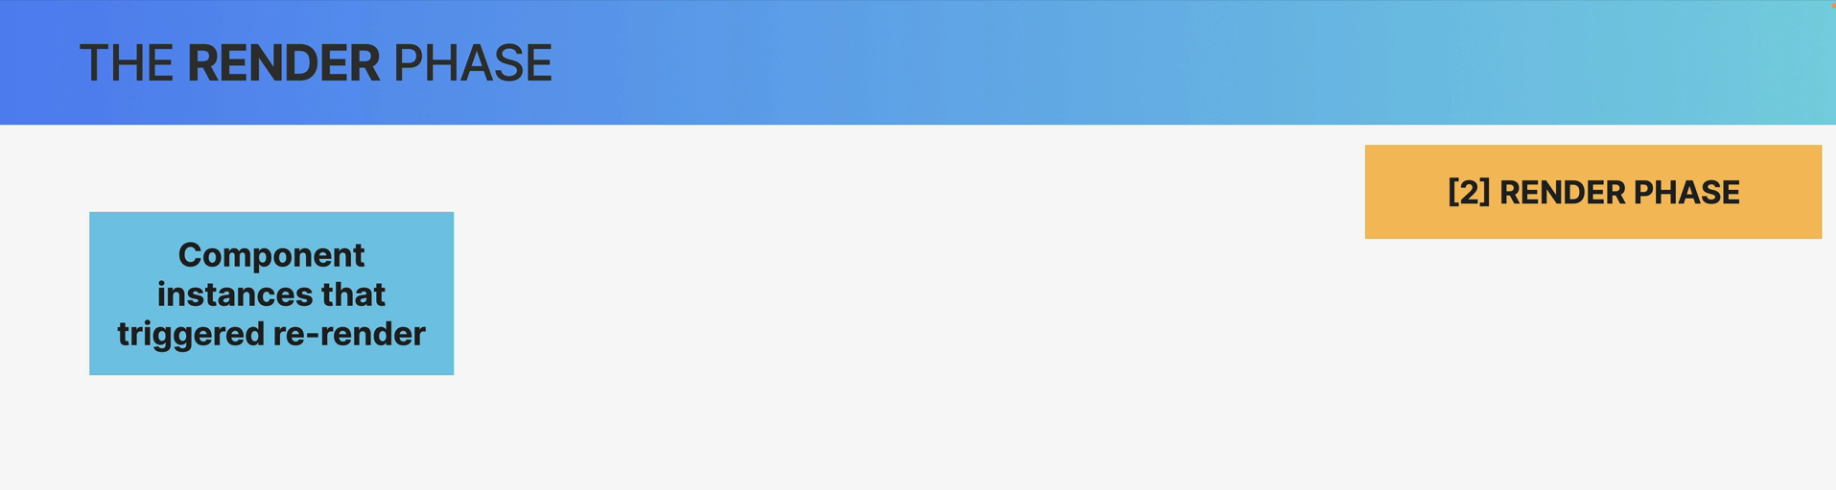 THE RENDER PHASE
[2] RENDER PHASE
Component
instances that
triggered re-render